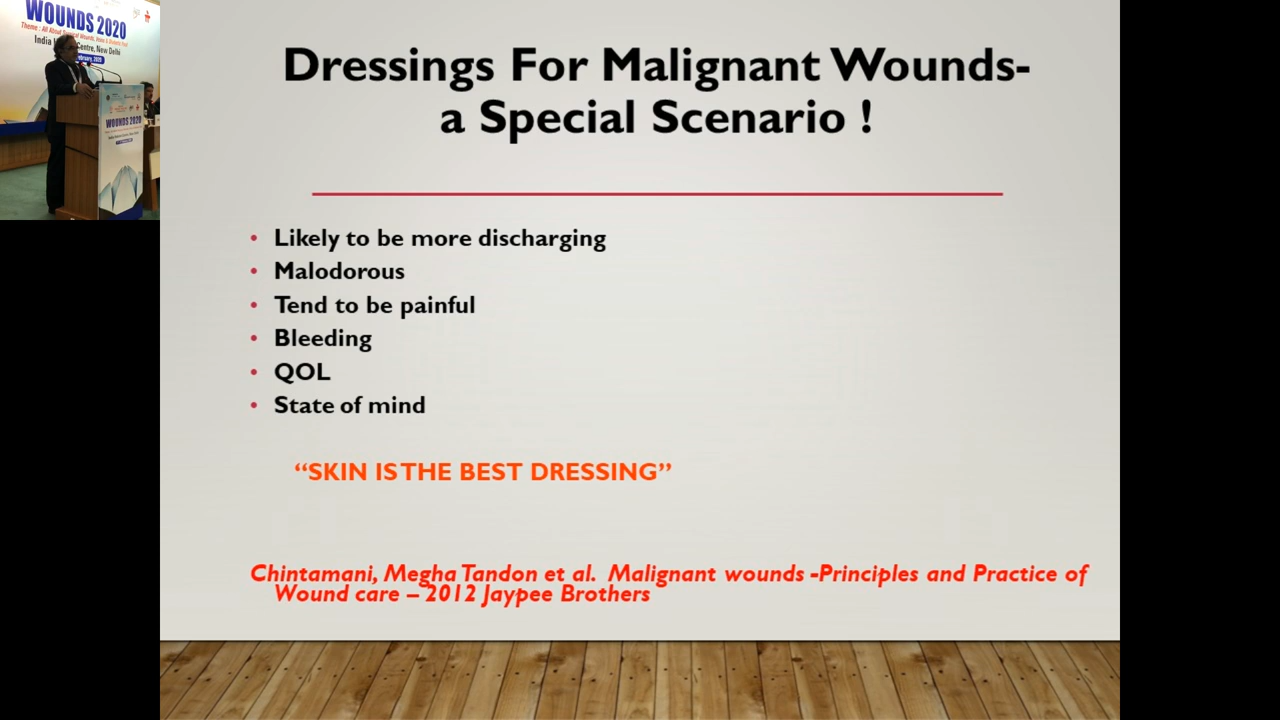 WOUNDS 2020
India
Centre, New Delhi
WOUNDS 2020
Dressings For Malignant Wounds-
a Special Scenario !
• Likely to be more discharging
• Malodorous
• Tend to be painful
• Bleeding
• QOL
• State of mind
“SKIN IS THE BEST DRESSING”
Chintamani, Megha Tandon et al. Malignant wounds -Principles and Practice of
Wound care – 2012 Jaypee Brothers